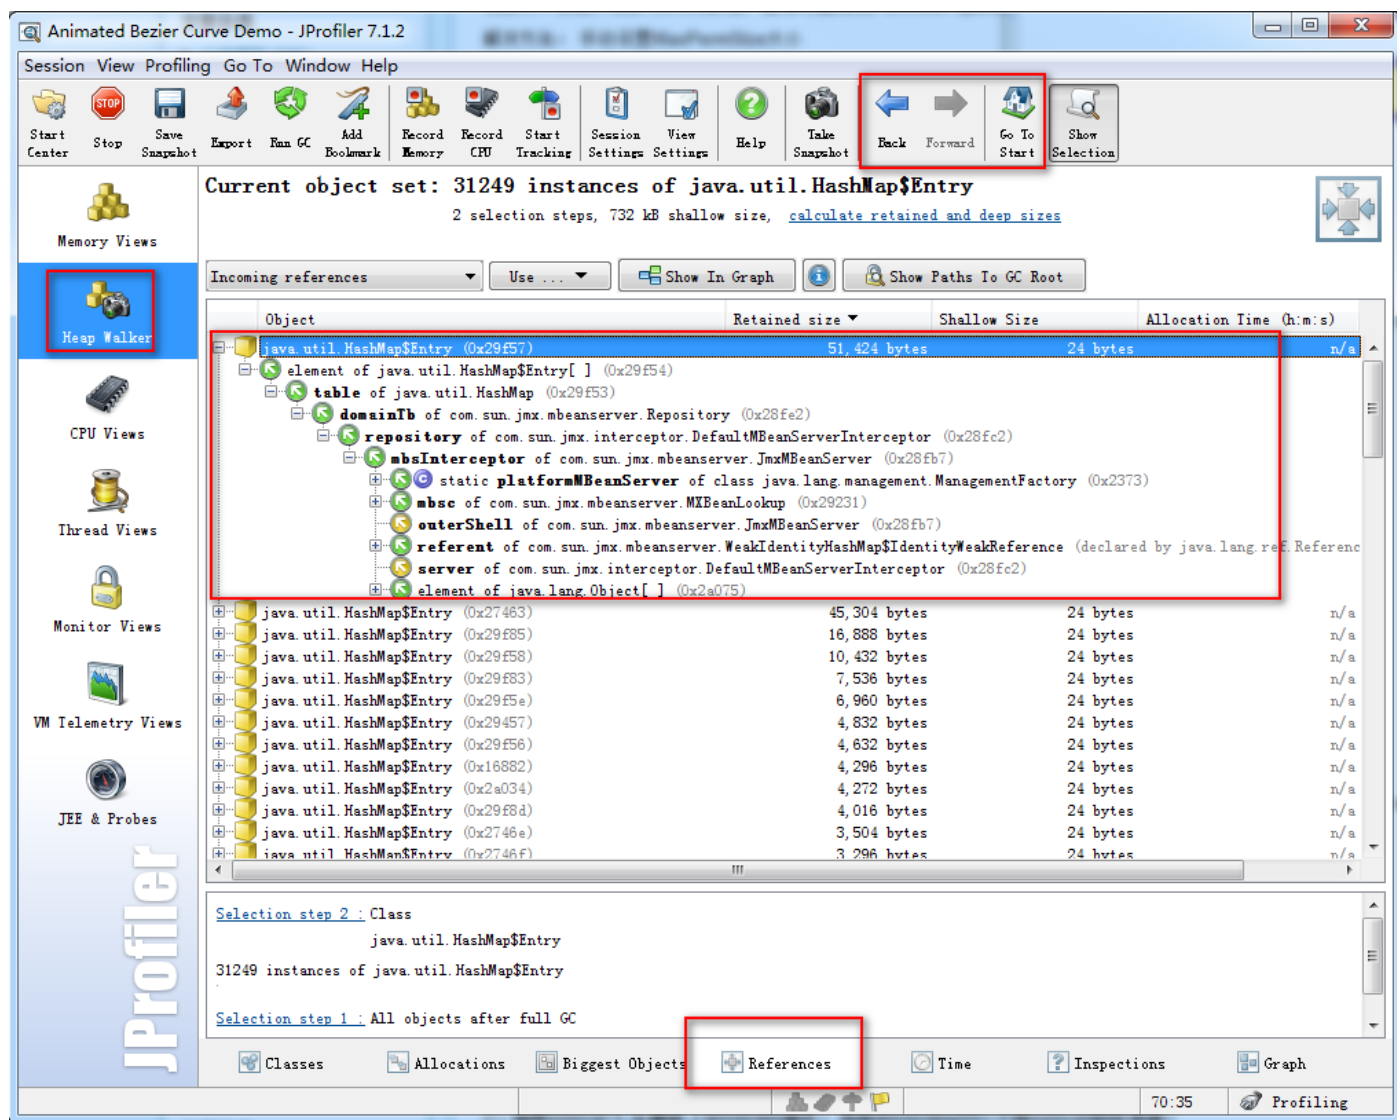 Animated Bezier Curve Demo - JProfiler 7.1.2
Session View Profiling Go To Window Help
Start Center
Stop
Save Snapshot
Export
Run GC
Add Bookmark
Record Memory
Record CPU
Start Tracking
Session Settings
View Settings
Help
Take Snapshot
Back
Forward
Go To Start
Show Selection
STOP
Memory Views
Heap Walker
CPU Views
Thread Views
Monitor Views
VM Telemetry Views
JEE & Probes
JProfiler
Current object set: 31249 instances of java.util.HashMap$Entry
2 selection steps, 732 kB shallow size, calculate retained and deep sizes
Incoming references Use ... Show In Graph Show Paths To GC Root
Object Retained size Shallow Size Allocation Time (h:m:s)
java.util.HashMap$Entry (0x29f57) 51,424 bytes 24 bytes n/a
element of java.util.HashMap$Entry[ ] (0x29f54)
table of java.util.HashMap (0x29f53)
domainTb of com.sun.jmx.mbeanserver.Repository (0x28fe2)
repository of com.sun.jmx.interceptor.DefaultMBeanServerInterceptor (0x28fc2)
mbsInterceptor of com.sun.jmx.mbeanserver.JmxMBeanServer (0x28fb7)
static platformMBeanServer of class java.lang.management.ManagementFactory (0x2373)
mbsc of com.sun.jmx.mbeanserver.MXBeanLookup (0x29231)
outerShell of com.sun.jmx.mbeanserver.JmxMBeanServer (0x28fb7)
referent of com.sun.jmx.mbeanserver.WeakIdentityHashMap$IdentityWeakReference (declared by java.lang.ref.Referenc
server of com.sun.jmx.interceptor.DefaultMBeanServerInterceptor (0x28fc2)
element of java.lang.Object[ ] (0x2a075)
java.util.HashMap$Entry (0x27463) 45,304 bytes 24 bytes n/a
java.util.HashMap$Entry (0x29f85) 16,888 bytes 24 bytes n/a
java.util.HashMap$Entry (0x29f58) 10,432 bytes 24 bytes n/a
java.util.HashMap$Entry (0x29f83) 7,536 bytes 24 bytes n/a
java.util.HashMap$Entry (0x29f5e) 6,960 bytes 24 bytes n/a
java.util.HashMap$Entry (0x29457) 4,832 bytes 24 bytes n/a
java.util.HashMap$Entry (0x29f56) 4,632 bytes 24 bytes n/a
java.util.HashMap$Entry (0x16882) 4,296 bytes 24 bytes n/a
java.util.HashMap$Entry (0x2a034) 4,272 bytes 24 bytes n/a
java.util.HashMap$Entry (0x29f8d) 4,016 bytes 24 bytes n/a
java.util.HashMap$Entry (0x2746e) 3,504 bytes 24 bytes n/a
java.util.HashMap$Entry (0x2746f) 3,296 bytes 24 bytes n/a
Selection step 2 : Class
java.util.HashMap$Entry
31249 instances of java.util.HashMap$Entry
Selection step 1 : All objects after full GC
Classes Allocations Biggest Objects References Time Inspections Graph
70:35 Profiling